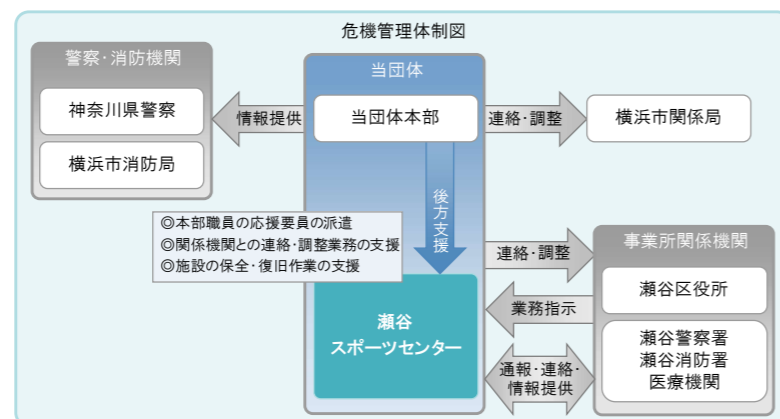 危機管理体制図
警察・消防機関
神奈川県警察
横浜市消防局
情報提供
当団体
当団体本部
連絡・調整
横浜市関係局
後方支援
◎本部職員の応援要員の派遣
◎関係機関との連絡・調整業務の支援
◎施設の保全・復旧作業の支援
瀬谷
スポーツセンター
連絡・調整
業務指示
通報・連絡・
情報提供
事業所関係機関
瀬谷区役所
瀬谷警察署
瀬谷消防署
医療機関